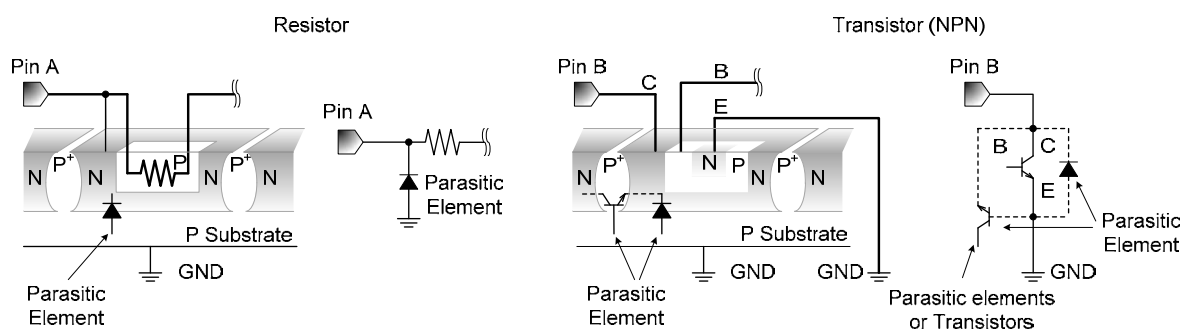 Resistor
Pin A
N
P+
N
P
N
P+
N
Parasitic
Element
P Substrate
GND
Pin A
Parasitic
Element
Transistor (NPN)
Pin B
C
B
E
N
P+
N
N
P
N
P+
N
P Substrate
GND
GND
Parasitic
Element
Pin B
B
C
E
Parasitic
Element
GND
Parasitic elements
or Transistors